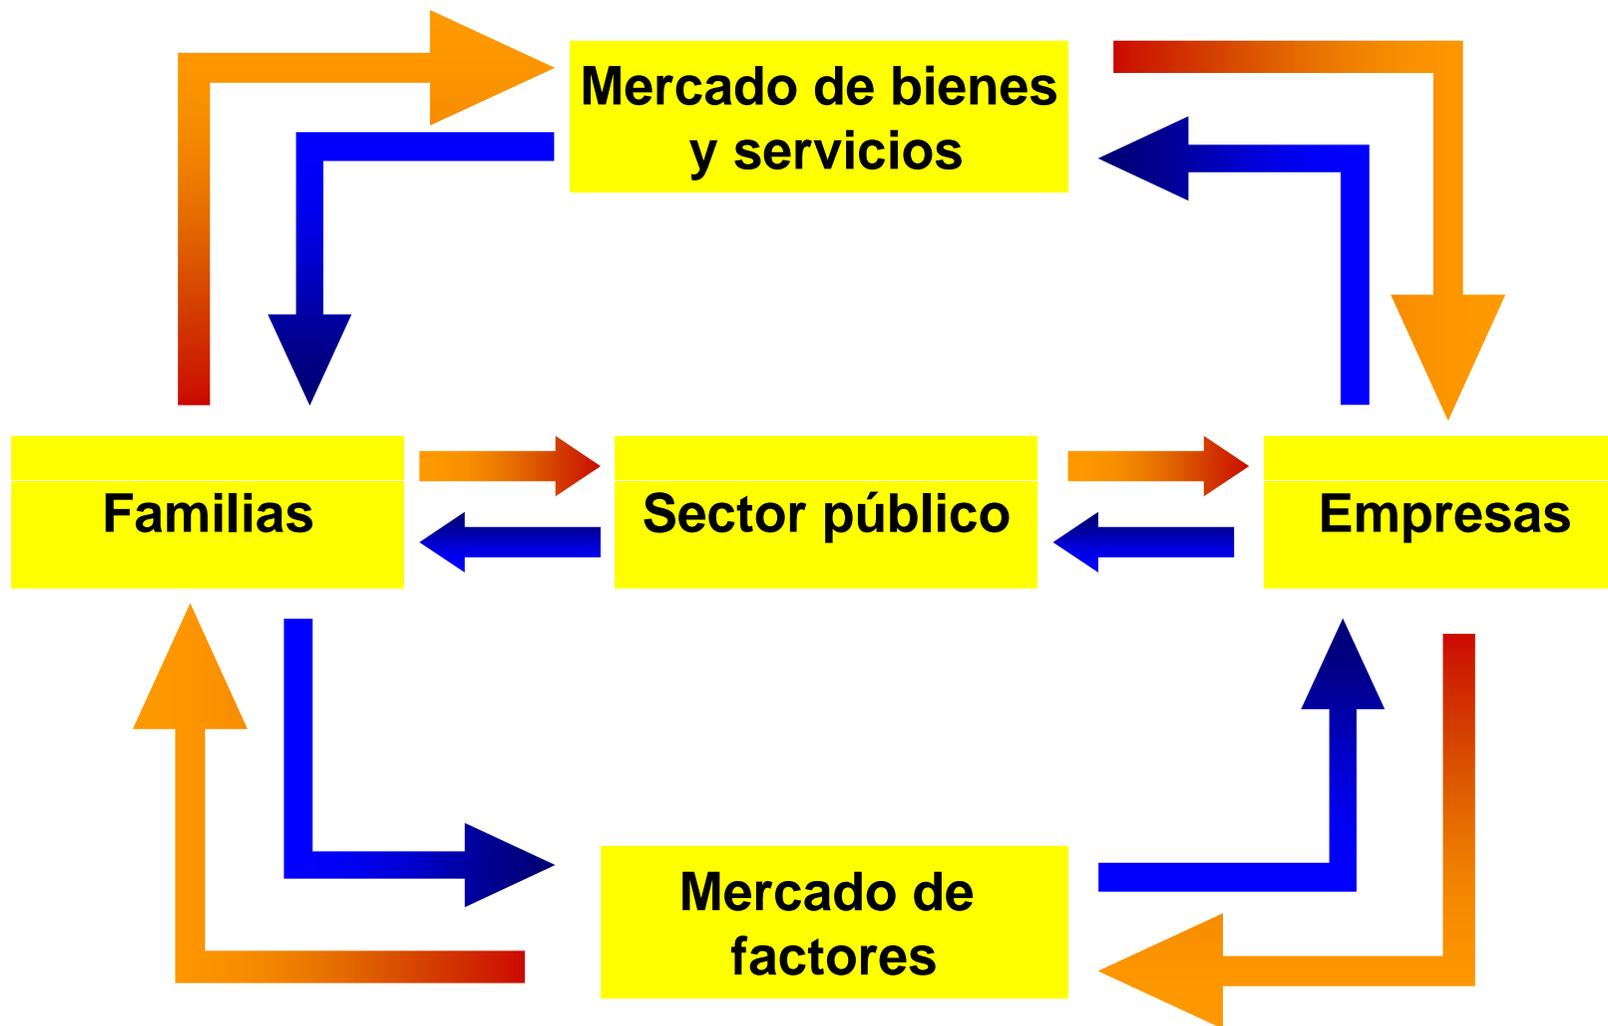 Mercado de bienes
y servicios
Familias
Sector público
Empresas
Mercado de
factores